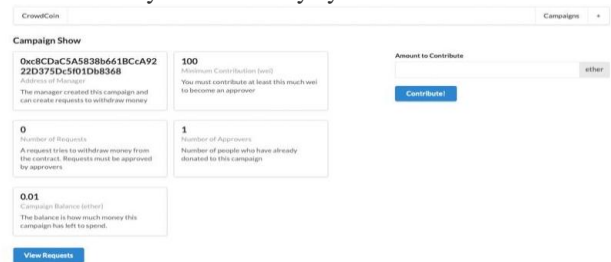 CrowdCoin
Campaigns
+
Campaign Show
0xc8CDaC5A5838b661BCcA92
22D375Dc5f01Db8368
Address of Manager
The manager created this campaign and
can create requests to withdraw money
100
Minimum Contribution (wei)
You must contribute at least this much wei
to become an approver
Amount to Contribute
ether
Contribute!
0
Number of Requests
A request tries to withdraw money from
the contract. Requests must be approved
by approvers
1
Number of Approvers
Number of people who have already
donated to this campaign
0.01
Campaign Balance (ether)
The balance is how much money this
campaign has left to spend.
View Requests